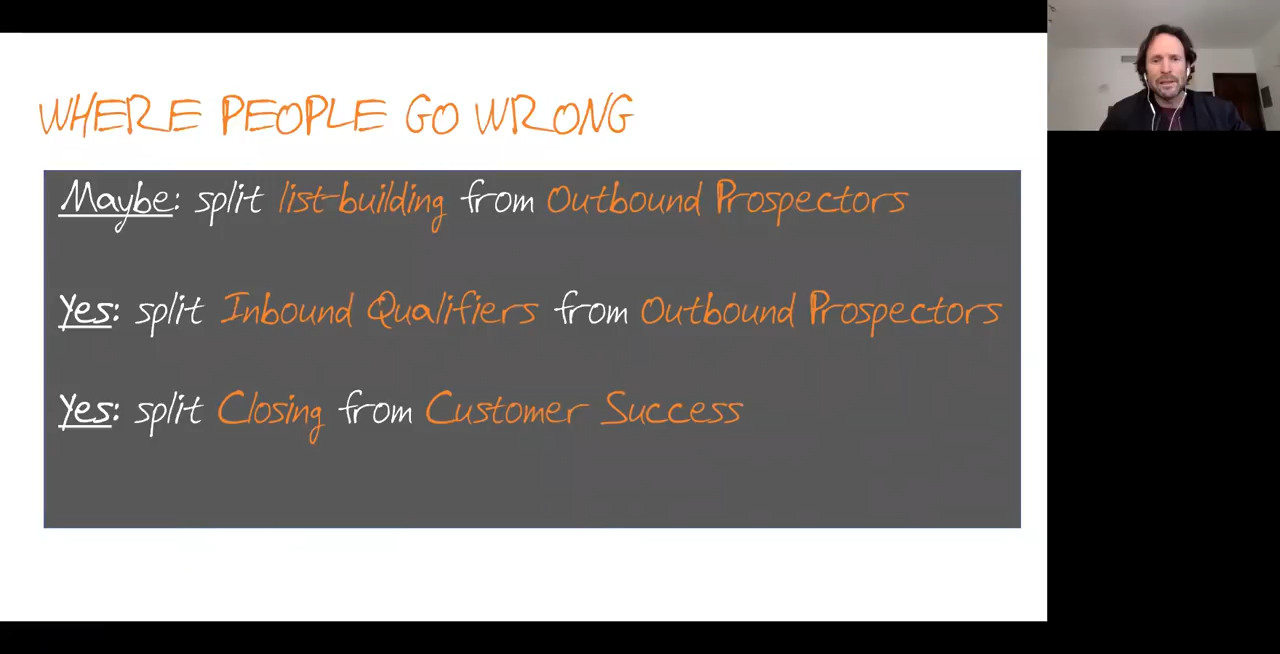 WHERE PEOPLE GO WRONG
Maybe: split list-building from Outbound Prospectors
Yes: split Inbound Qualifiers from Outbound Prospectors
Yes: split Closing from Customer Success